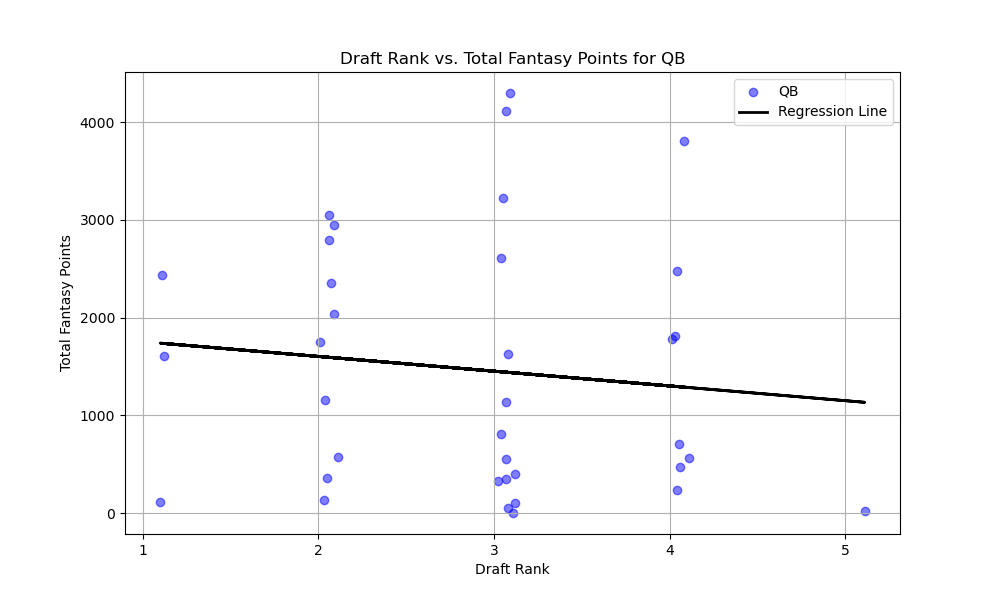 Draft Rank vs. Total Fantasy Points for QB
QB
Regression Line
4000
3000
2000
1000
0
Total Fantasy Points
1 2 3 4 5
Draft Rank